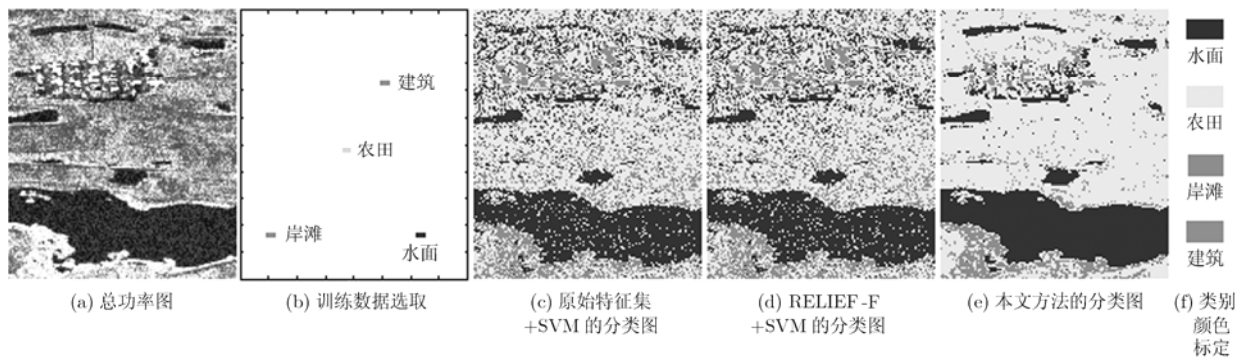 建筑
农田
岸滩
水面
水面
农田
岸滩
建筑
(a) 总功率图
(b) 训练数据选取
(c) 原始特征集
+SVM 的分类图
(d) RELIEF-F
+SVM 的分类图
(e) 本文方法的分类图
(f) 类别
颜色
标定